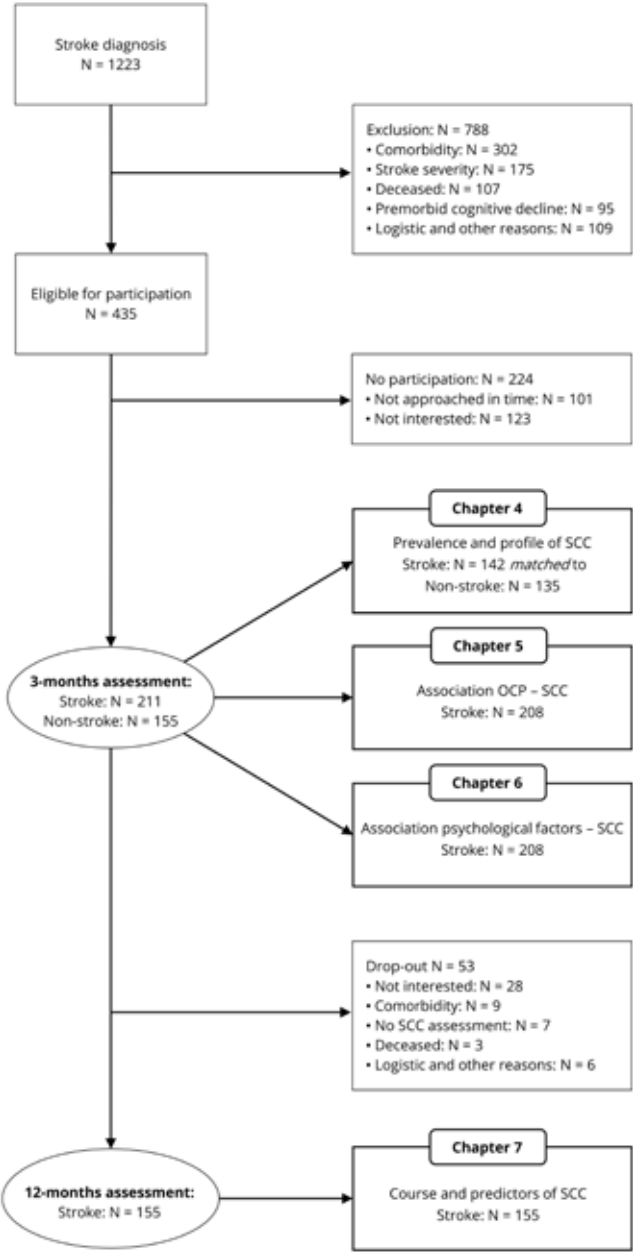 Stroke diagnosis
N = 1223
Exclusion: N = 788
• Comorbidity: N = 302
• Stroke severity: N = 175
• Deceased: N = 107
• Premorbid cognitive decline: N = 95
• Logistic and other reasons: N = 109
Eligible for participation
N = 435
No participation: N = 224
• Not approached in time: N = 101
• Not interested: N = 123
Chapter 4
Prevalence and profile of SCC
Stroke: N = 142 matched to
Non-stroke: N = 135
3-months assessment:
Stroke: N = 211
Non-stroke: N = 155
Chapter 5
Association OCP – SCC
Stroke: N = 208
Chapter 6
Association psychological factors – SCC
Stroke: N = 208
Drop-out N = 53
• Not interested: N = 28
• Comorbidity: N = 9
• No SCC assessment: N = 7
• Deceased: N = 3
• Logistic and other reasons: N = 6
12-months assessment:
Stroke: N = 155
Chapter 7
Course and predictors of SCC
Stroke: N = 155